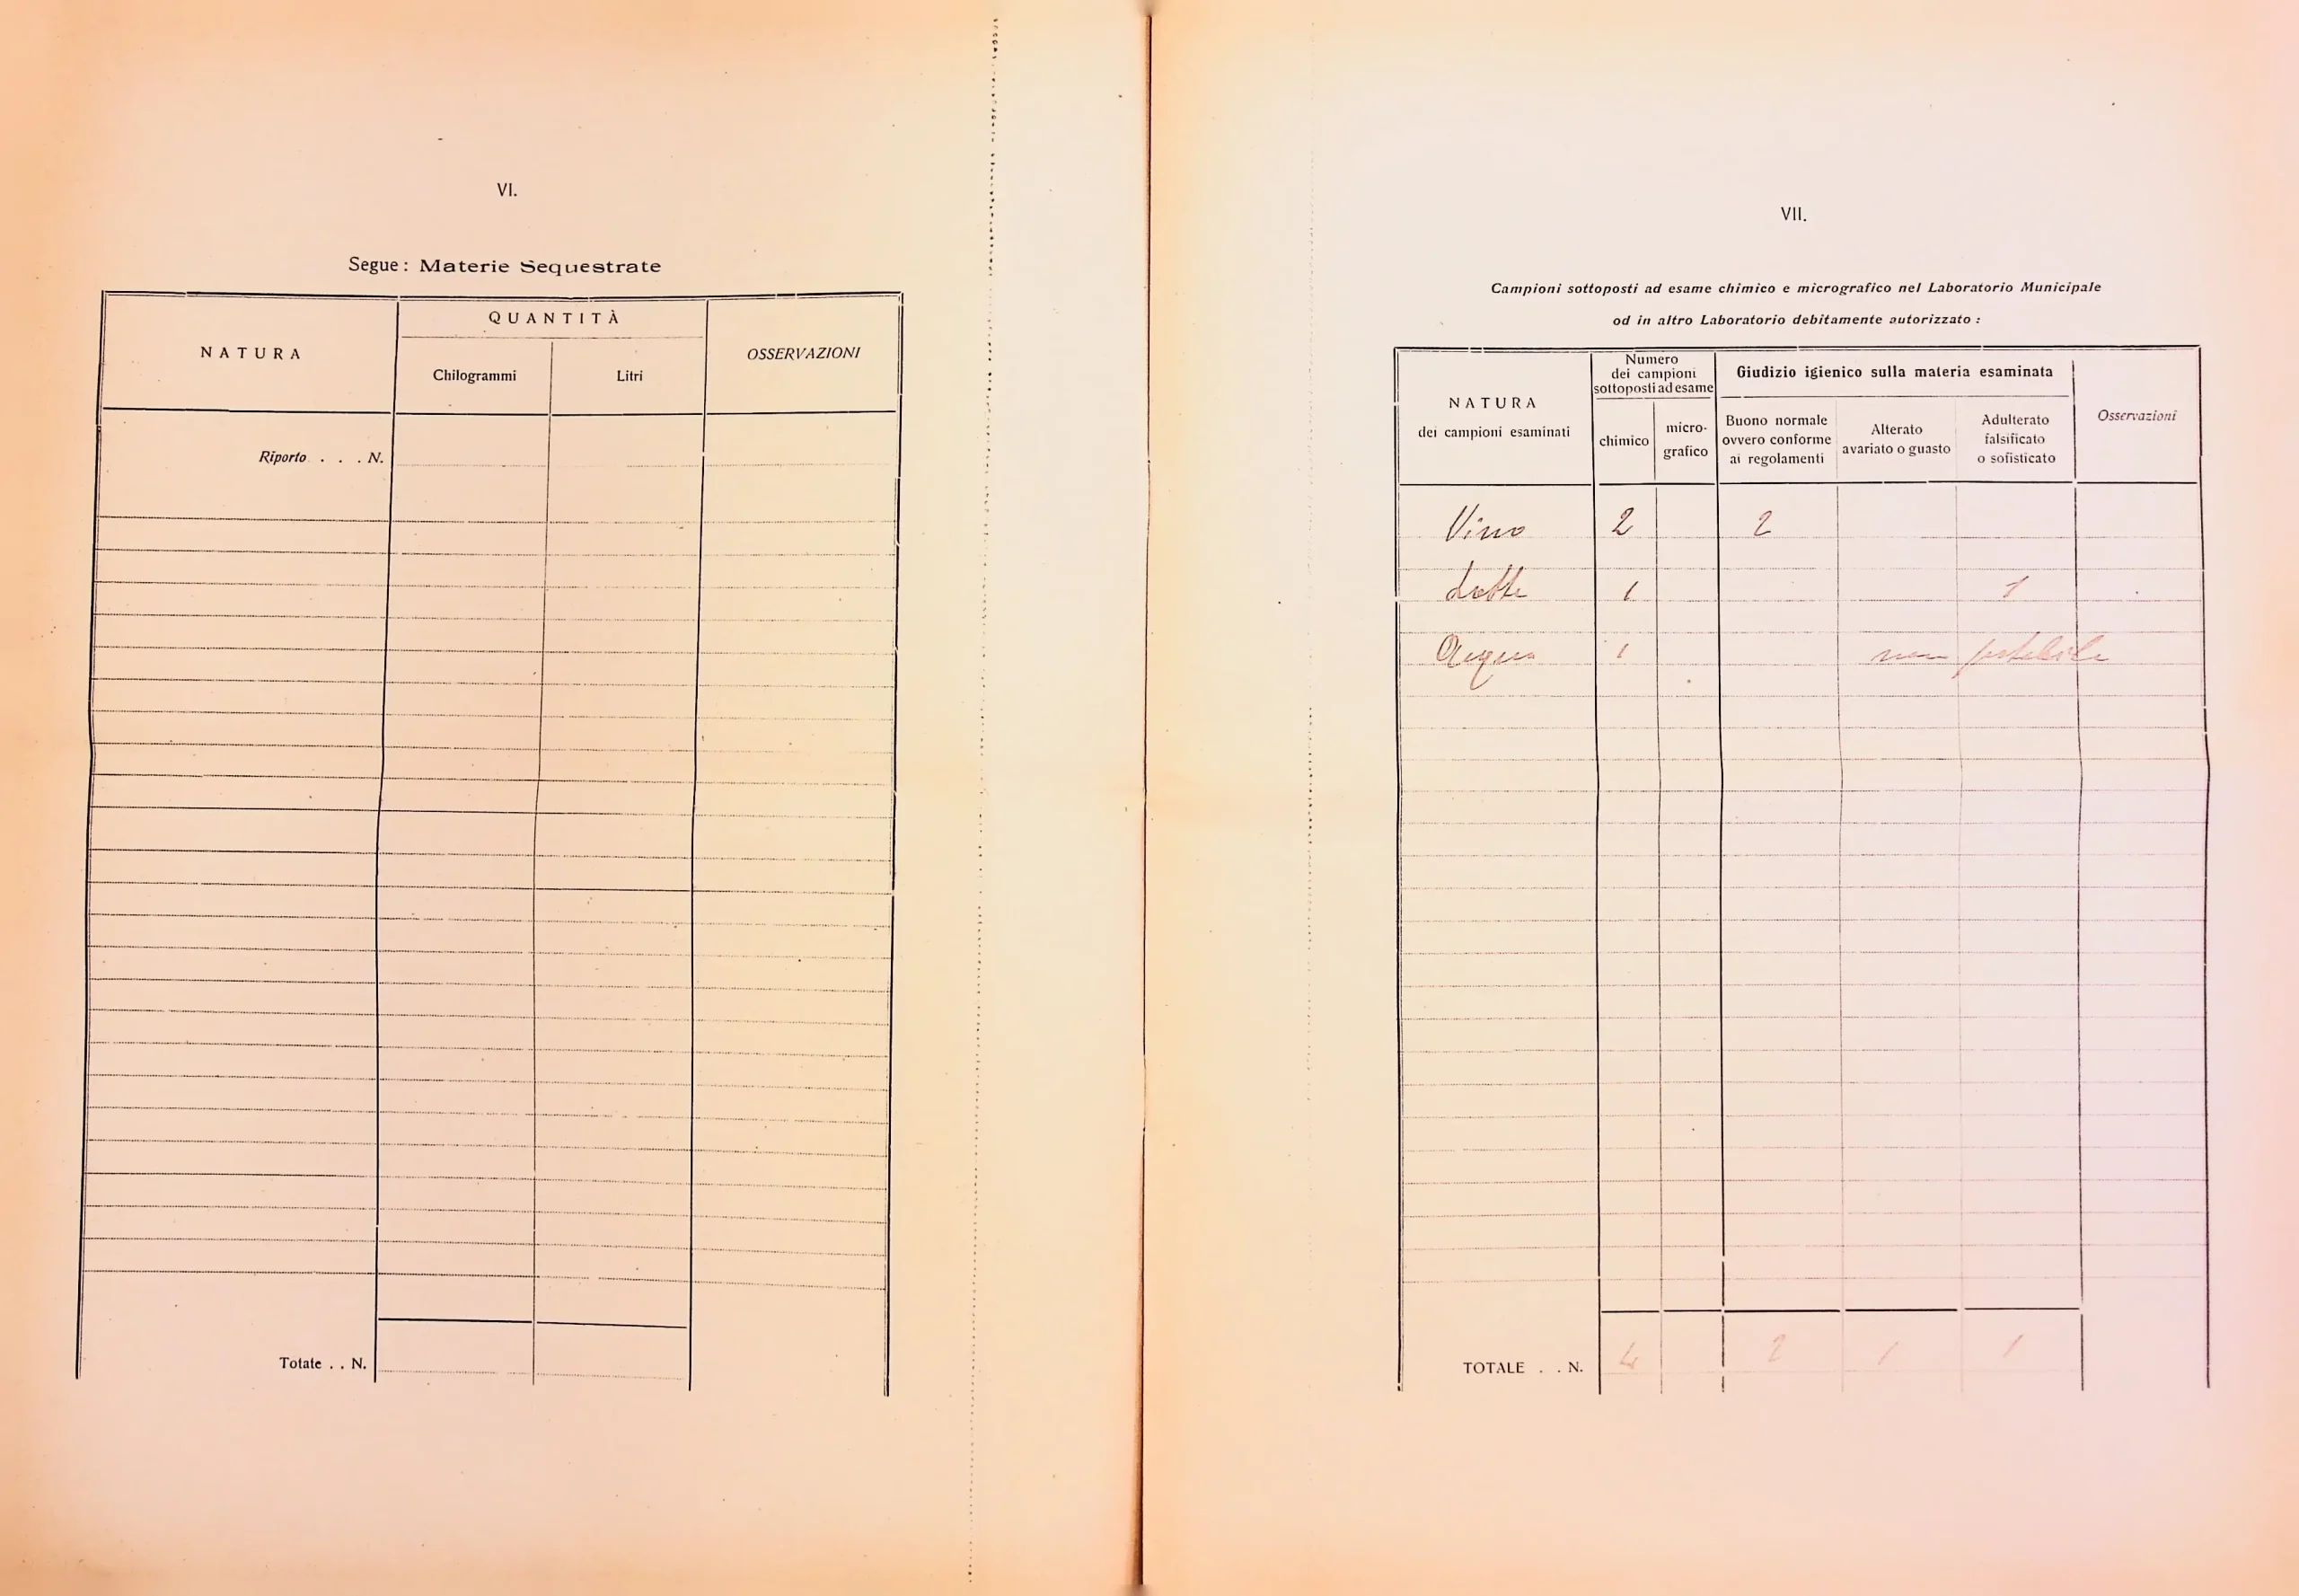 VI.
Segue: Materie Sequestrate
NATURA
QUANTITÀ
Chilogrammi
Litri
OSSERVAZIONI
Riporto . . . . N.
Totate . . N.
VII.
Campioni sottoposti ad esame chimico e micrografico nel Laboratorio Municipale
od in altro Laboratorio debitamente autorizzato :
NATURA
dei campioni esaminati
Numero
dei campioni
sottoposti ad esame
chimico
micro-
grafico
Giudizio igienico sulla materia esaminata
Buono normale
ovvero conforme
ai regolamenti
Alterato
avariato o guasto
Adulterato
falsificato
o sofisticato
Osservazioni
Vino 2 2
Latte 1 1
Acqua 1 non potabile
TOTALE . . N. 4 2 1 1